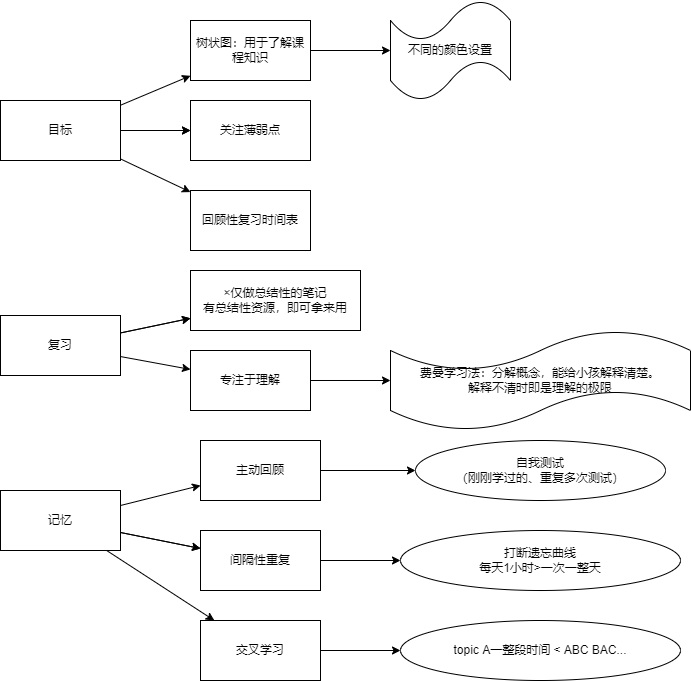 树状图：用于了解课
程知识
不同的颜色设置
目标
关注薄弱点
回顾性复习时间表
×仅做总结性的笔记
有总结性资源，即可拿来用
复习
专注于理解
费曼学习法：分解概念，能给小孩解释清楚。
解释不清时即是理解的极限
主动回顾
自我测试
（刚刚学过的、重复多次测试）
记忆
间隔性重复
打断遗忘曲线
每天1小时>一次一整天
交叉学习
topic A一整段时间 < ABC BAC...